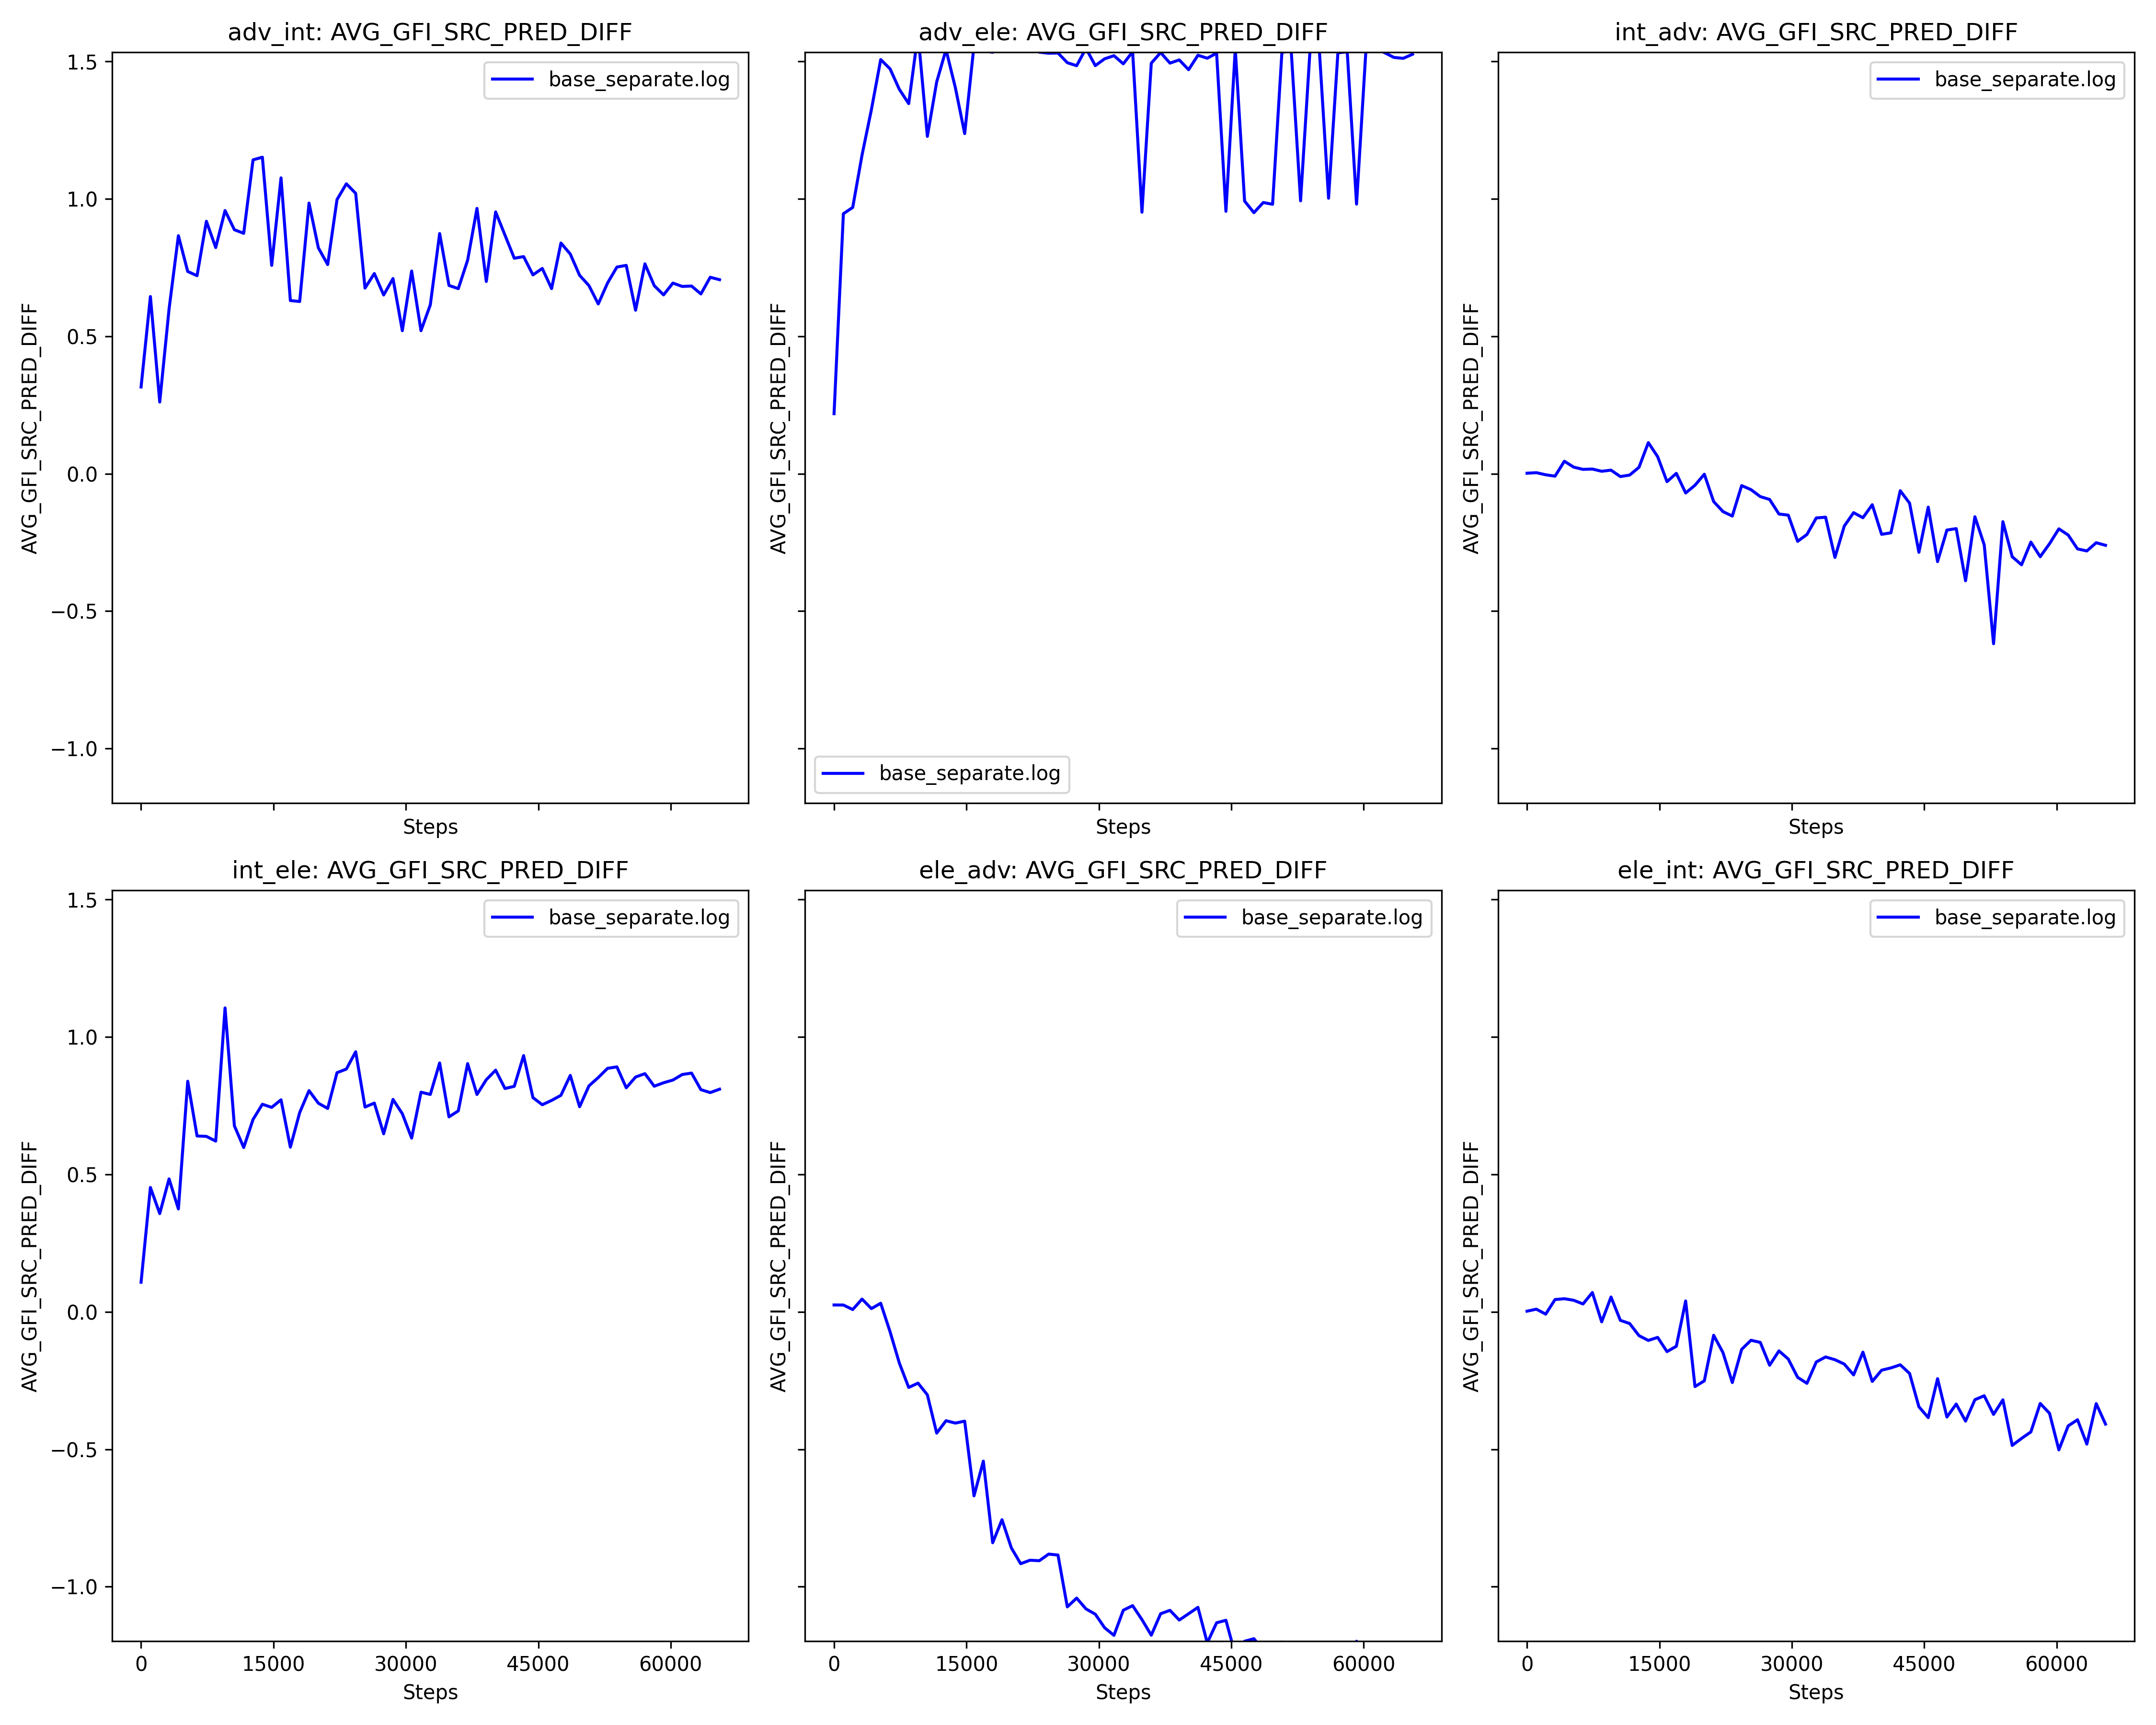 adv_int: AVG_GFI_SRC_PRED_DIFF
adv_ele: AVG_GFI_SRC_PRED_DIFF
int_adv: AVG_GFI_SRC_PRED_DIFF
AVG_GFI_SRC_PRED_DIFF
1.5
1.0
0.5
0.0
−0.5
−1.0
base_separate.log
Steps
AVG_GFI_SRC_PRED_DIFF
base_separate.log
Steps
AVG_GFI_SRC_PRED_DIFF
base_separate.log
Steps
int_ele: AVG_GFI_SRC_PRED_DIFF
ele_adv: AVG_GFI_SRC_PRED_DIFF
ele_int: AVG_GFI_SRC_PRED_DIFF
AVG_GFI_SRC_PRED_DIFF
1.5
1.0
0.5
0.0
−0.5
−1.0
base_separate.log
0 15000 30000 45000 60000
Steps
AVG_GFI_SRC_PRED_DIFF
base_separate.log
0 15000 30000 45000 60000
Steps
AVG_GFI_SRC_PRED_DIFF
base_separate.log
0 15000 30000 45000 60000
Steps